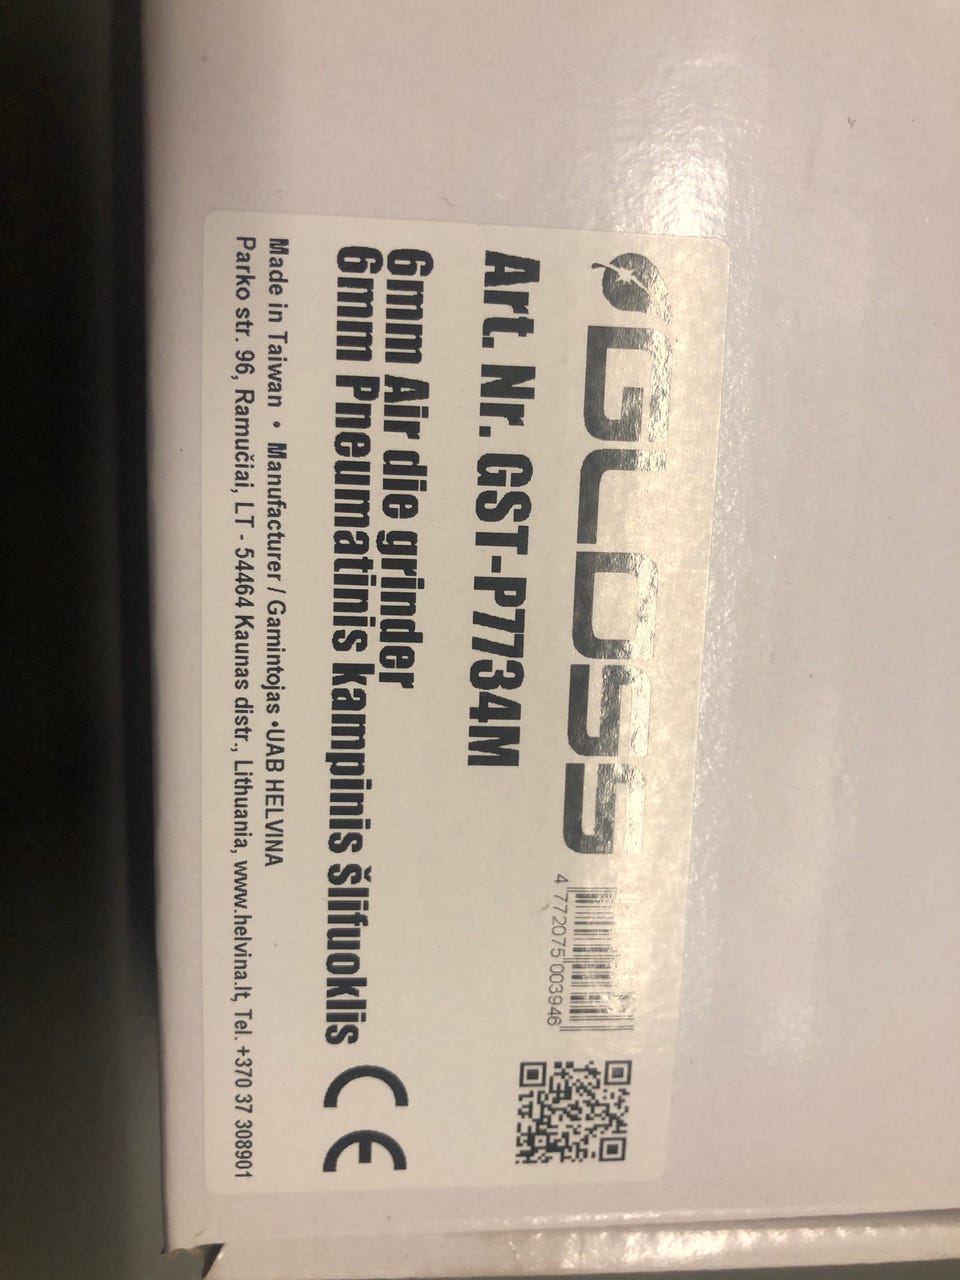 GLOSS
4 772075 003946
Art. Nr. GST-P7734M
6mm Air die grinder
6mm Pneumatinis kampinis šlifuoklis
CE
Made in Taiwan • Manufacturer / Gamintojas •UAB HELVINA
Parko str. 96, Ramučiai, LT - 54464 Kaunas distr., Lithuania, www.helvina.lt, Tel. +370 37 308901